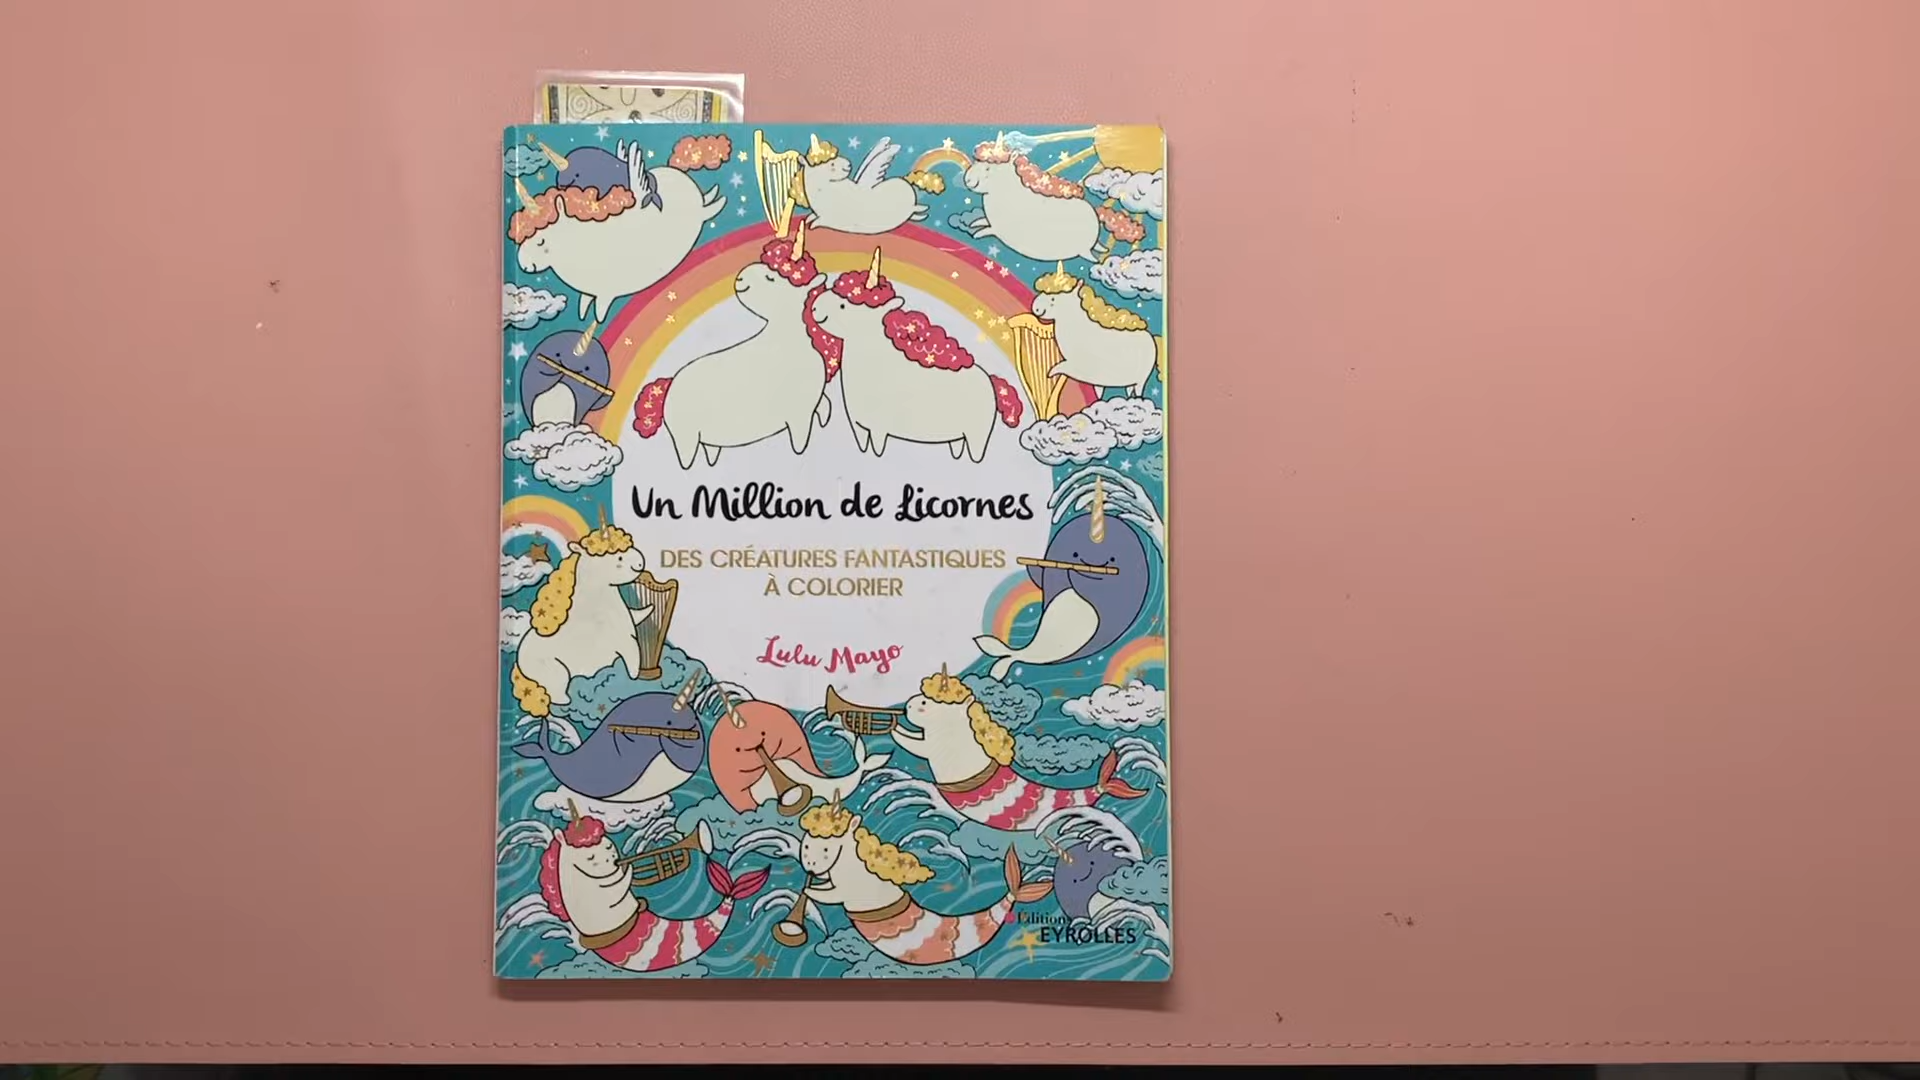 Un Million de Licornes
DES CRÉATURES FANTASTIQUES
À COLORIER
Lulu Mayo
Éditions
EYROLLES